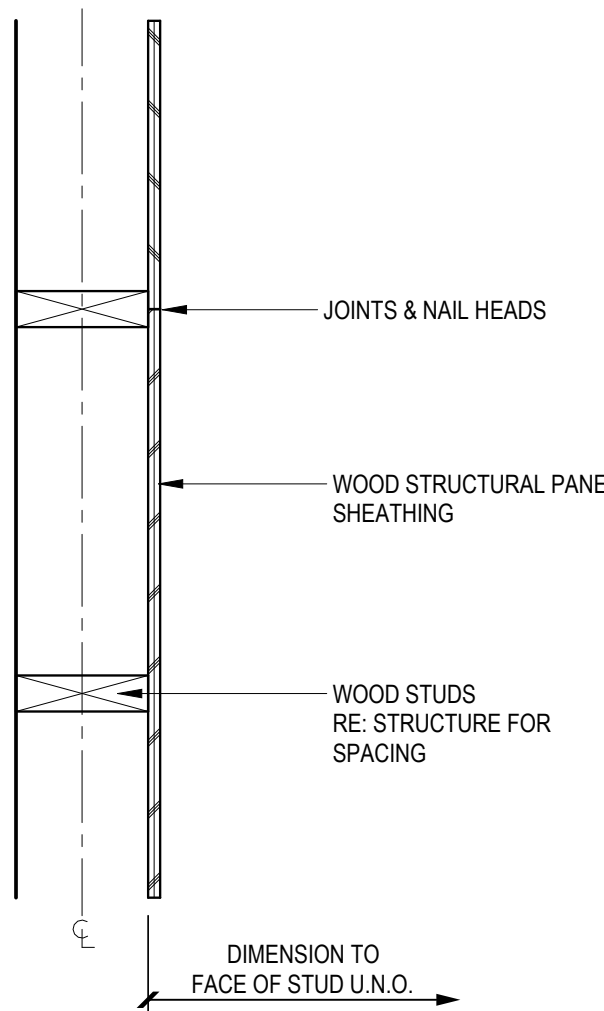 JOINTS & NAIL HEADS
WOOD STRUCTURAL PANE
SHEATHING
WOOD STUDS
RE: STRUCTURE FOR
SPACING
℄
DIMENSION TO
FACE OF STUD U.N.O.